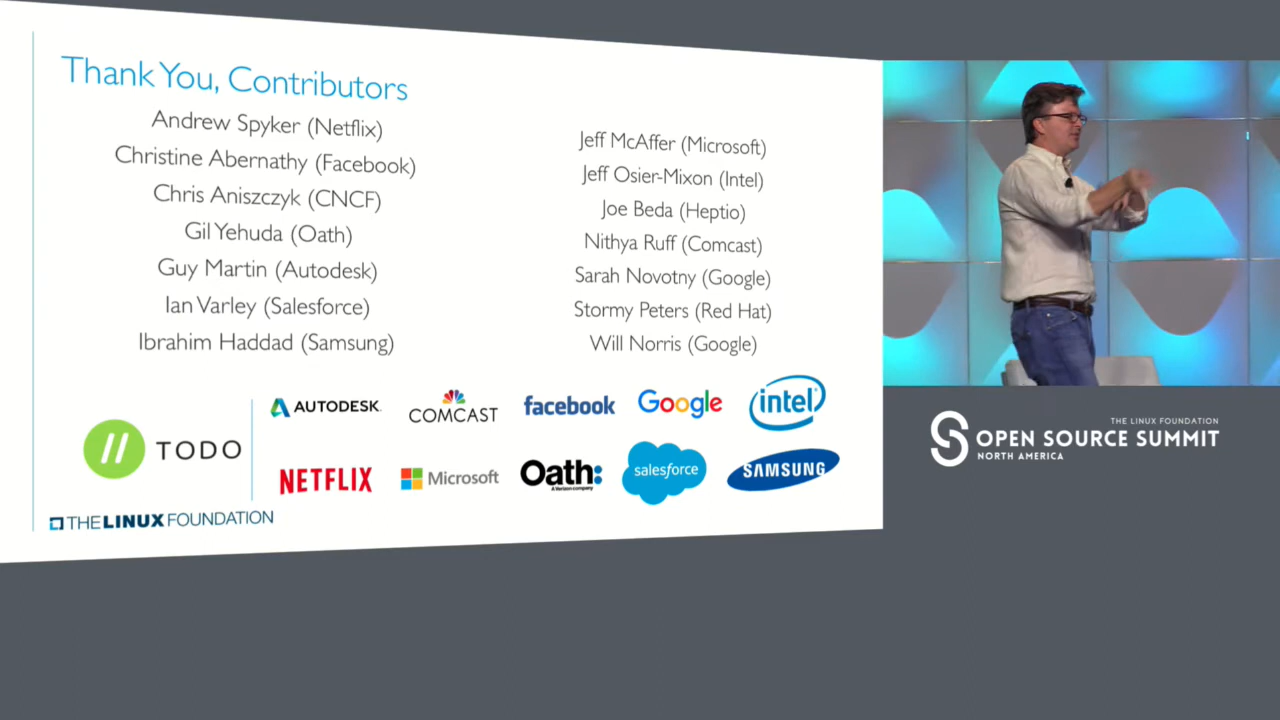 Thank You, Contributors
Andrew Spyker (Netflix)
Christine Abernathy (Facebook)
Chris Aniszczyk (CNCF)
Gil Yehuda (Oath)
Guy Martin (Autodesk)
Ian Varley (Salesforce)
Ibrahim Haddad (Samsung)
Jeff McAffer (Microsoft)
Jeff Osier-Mixon (Intel)
Joe Beda (Heptio)
Nithya Ruff (Comcast)
Sarah Novotny (Google)
Stormy Peters (Red Hat)
Will Norris (Google)
// TODO
AUTODESK.
COMCAST
facebook
Google
intel
NETFLIX
Microsoft
Oath:
A Verizon company
salesforce
SAMSUNG
THE LINUX FOUNDATION
THE LINUX FOUNDATION
OPEN SOURCE SUMMIT
NORTH AMERICA